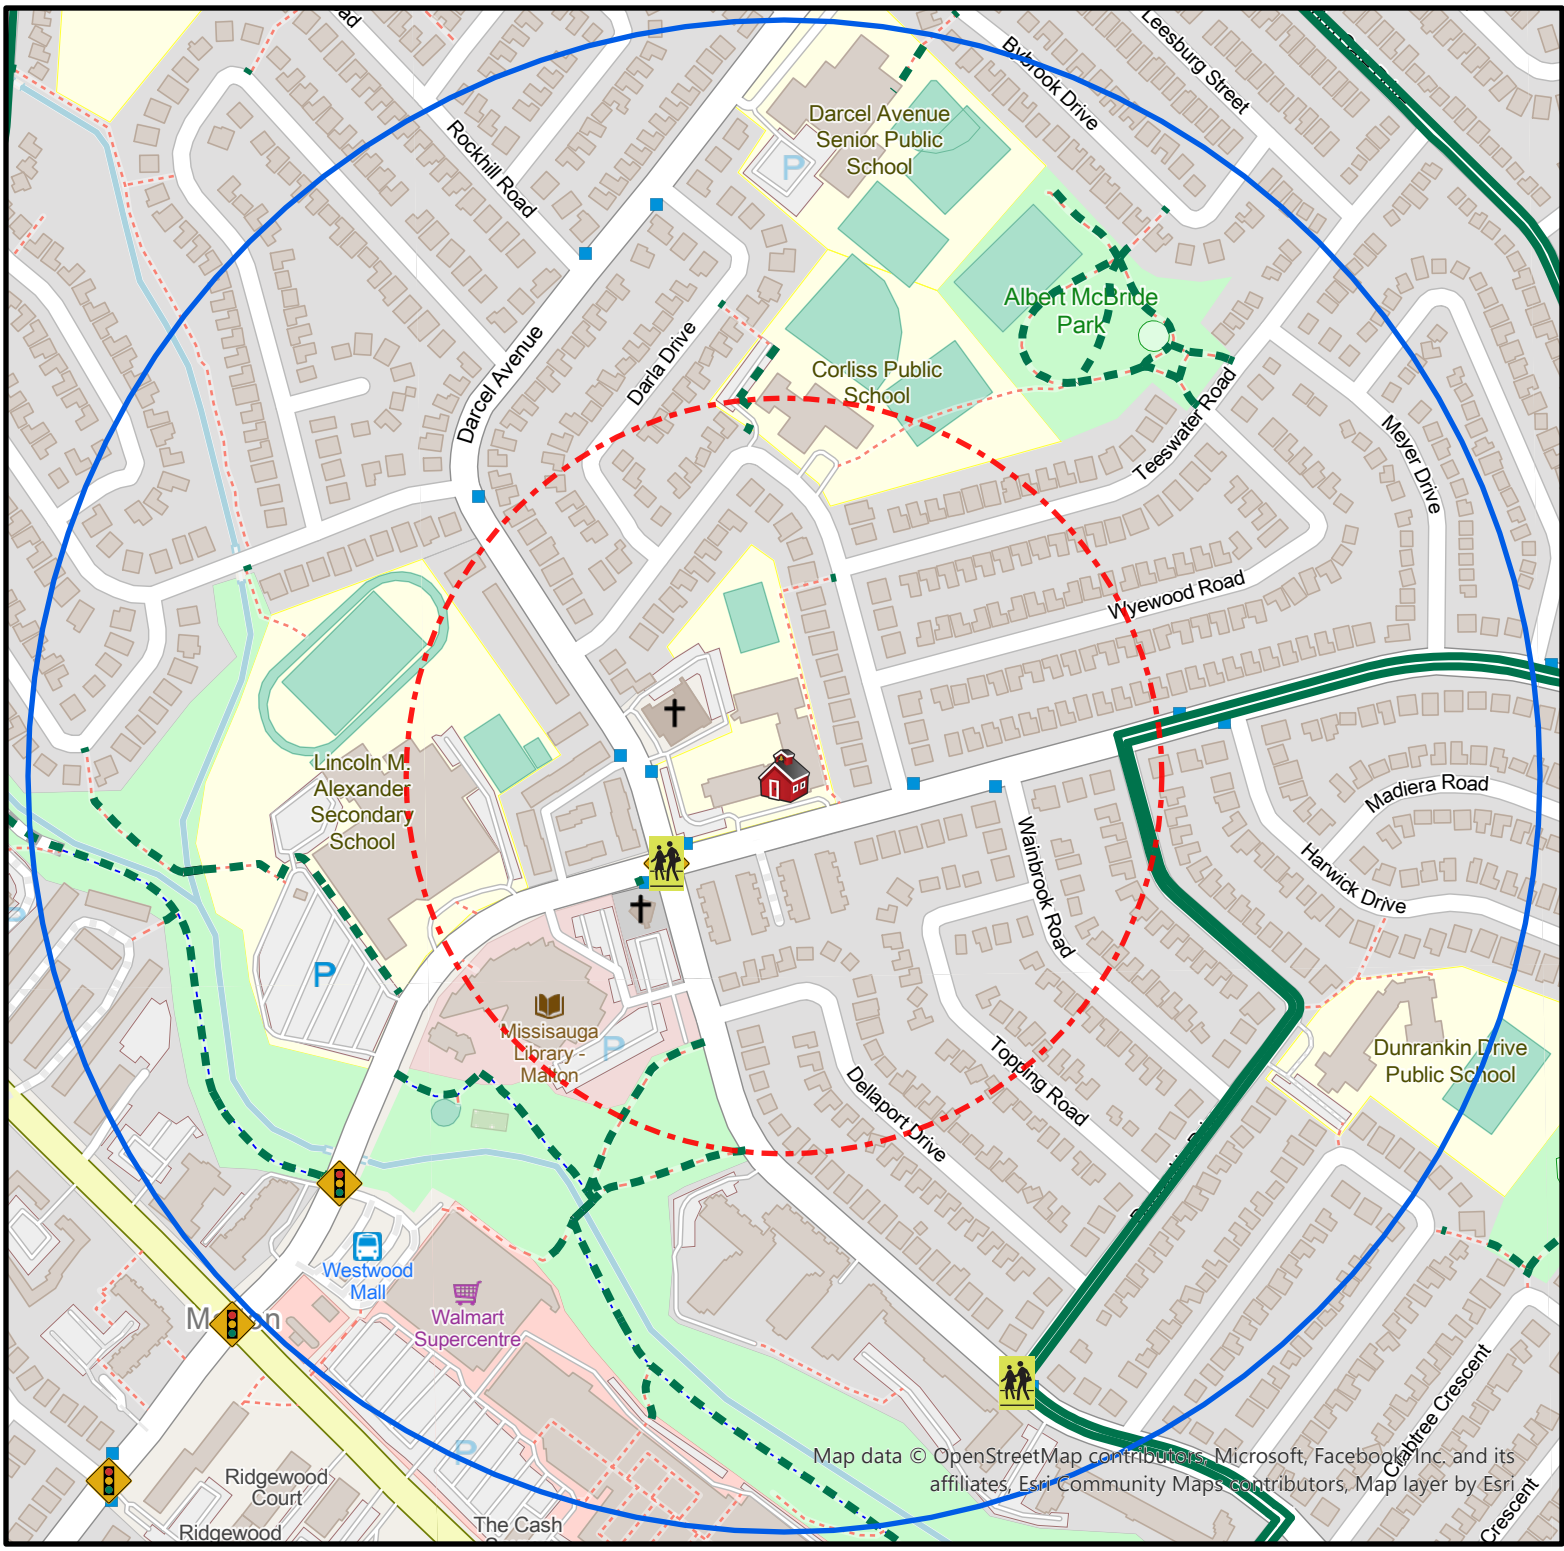 Bybrook Drive
Leesburg Street
Rockhill Road
Darcel Avenue
Senior Public
School
P
Albert McBride
Park
Darcel Avenue
Darla Drive
Corliss Public
School
Teeswater Road
Meyer Drive
Wyewood Road
Lincoln M.
Alexander
Secondary
School
Madiera Road
Wainbrook Road
Harwick Drive
P
Missisauga
Library -
Malton
P
Topping Road
Dellaport Drive
Dunrankin Drive
Public School
Westwood
Mall
Walmart
Supercentre
P
Ridgewood
Court
Ridgewood
The Cash
Crabtree Crescent
Crescent
Map data © OpenStreetMap contributors, Microsoft, Facebook, Inc. and its
affiliates, Esri Community Maps contributors, Map layer by Esri